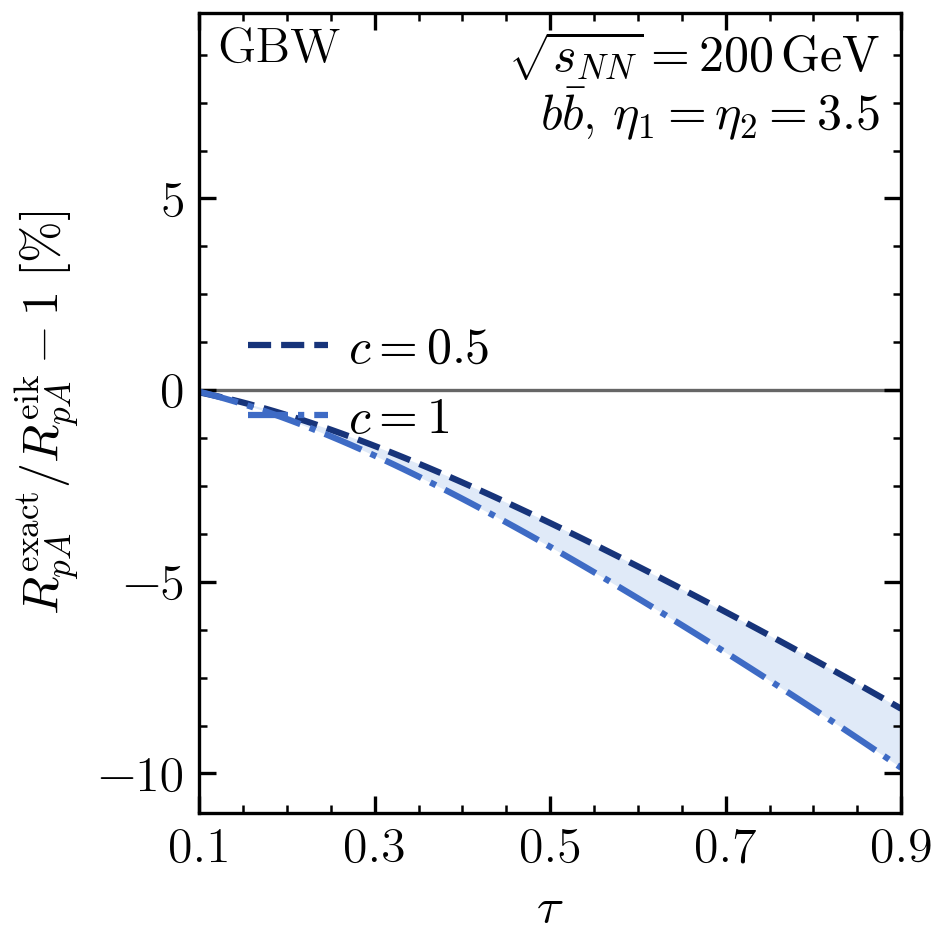 GBW
√s_NN = 200 GeV
bb̄, η₁ = η₂ = 3.5
5
0
−5
−10
R_pA^exact / R_pA^eik − 1 [%]
c = 0.5
c = 1
0.1 0.3 0.5 0.7 0.9
τ